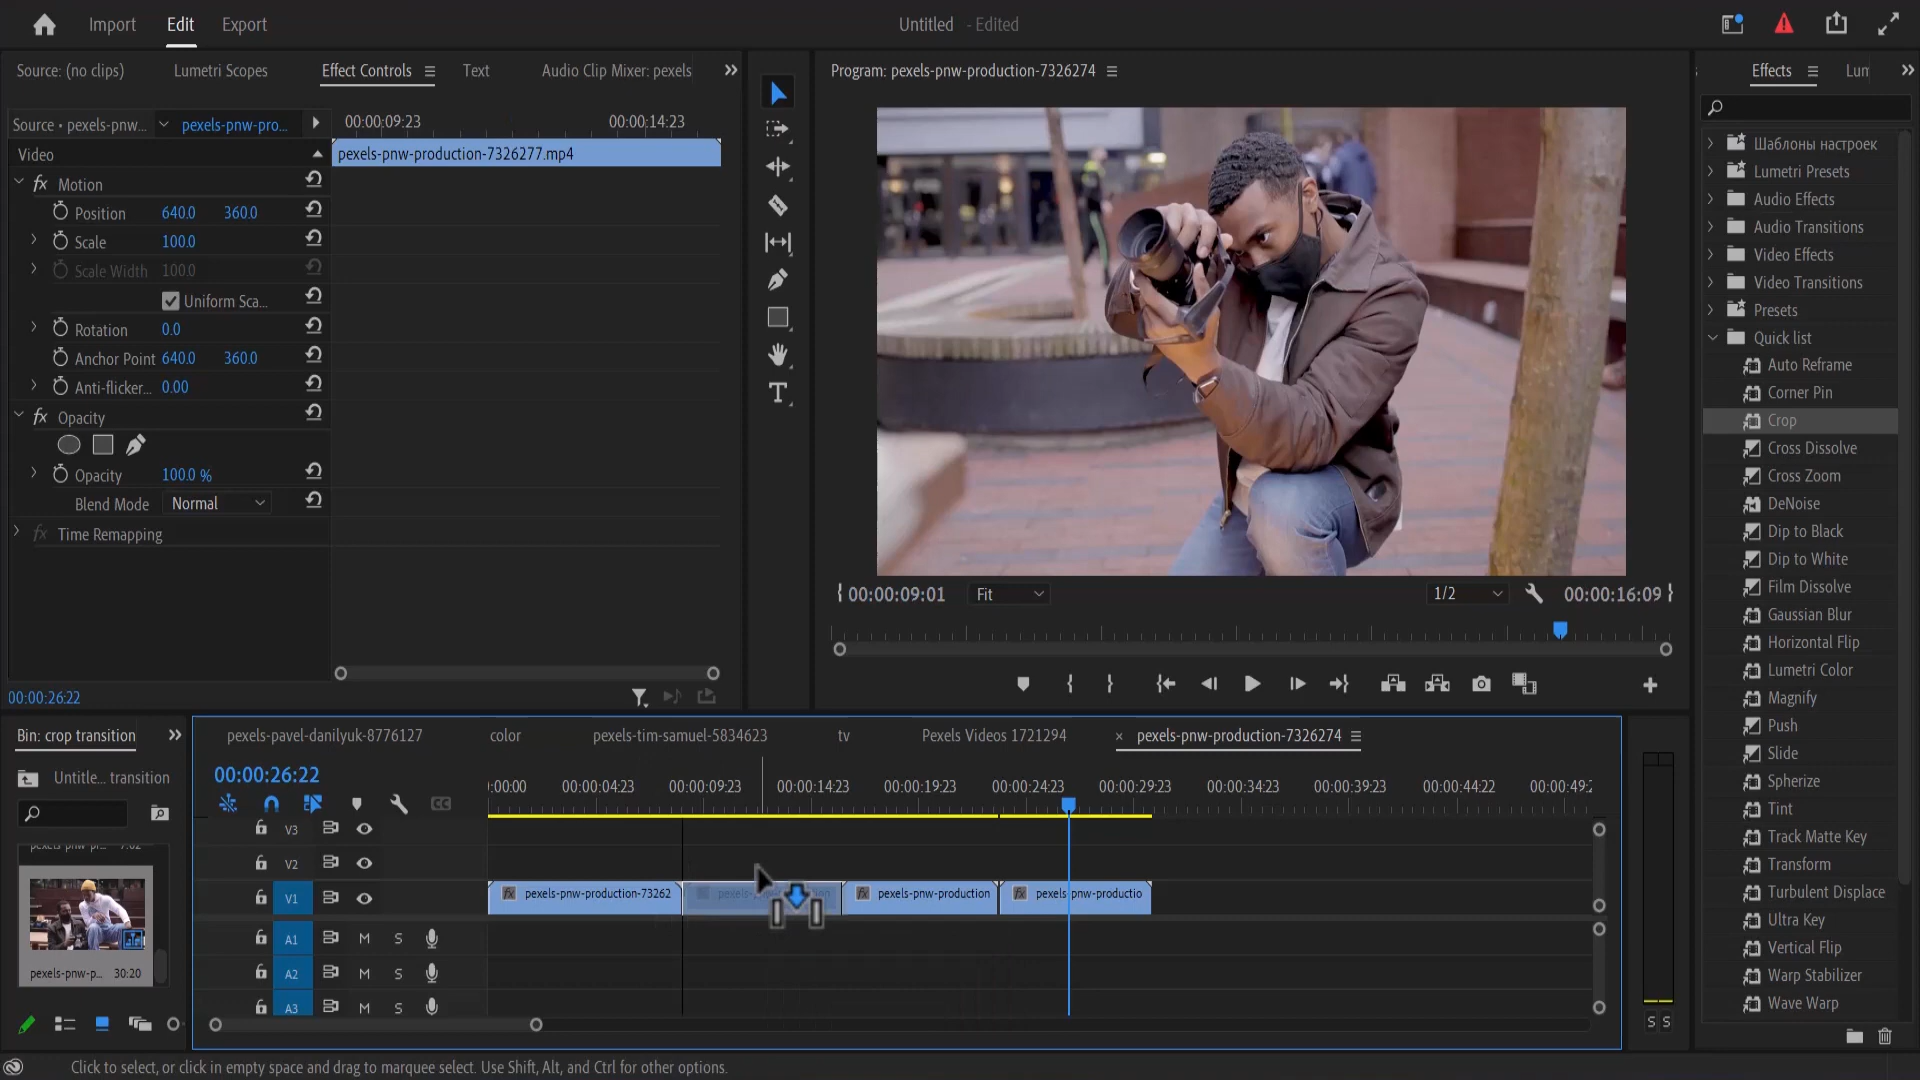 Import
Edit
Export
Untitled - Edited
Source: (no clips)
Lumetri Scopes
Effect Controls
Text
Audio Clip Mixer: pexels
Program: pexels-pnw-production-7326274
Effects
Lun
Source • pexels-pnw...
pexels-pnw-pro...
00:00:09:23
00:00:14:23
Video
pexels-pnw-production-7326277.mp4
Motion
Position 640.0 360.0
Scale 100.0
Scale Width 100.0
Uniform Sca...
Rotation 0.0
Anchor Point 640.0 360.0
Anti-flicker... 0.00
Opacity
Opacity 100.0 %
Blend Mode Normal
Time Remapping
00:00:26:22
00:00:09:01
Fit
1/2
00:00:16:09
Шаблоны настроек
Lumetri Presets
Audio Effects
Audio Transitions
Video Effects
Video Transitions
Presets
Quick list
Auto Reframe
Corner Pin
Crop
Cross Dissolve
Cross Zoom
DeNoise
Dip to Black
Dip to White
Film Dissolve
Gaussian Blur
Horizontal Flip
Lumetri Color
Magnify
Push
Slide
Spherize
Tint
Track Matte Key
Transform
Turbulent Displace
Ultra Key
Vertical Flip
Warp Stabilizer
Wave Warp
Bin: crop transition
Untitle... transition
pexels-pnw-p... 30:20
pexels-pavel-danilyuk-8776127
color
pexels-tim-samuel-5834623
tv
Pexels Videos 1721294
× pexels-pnw-production-7326274
00:00:26:22
:00:00
00:00:04:23
00:00:09:23
00:00:14:23
00:00:19:23
00:00:24:23
00:00:29:23
00:00:34:23
00:00:39:23
00:00:44:22
00:00:49:2
CC
V3
V2
V1
fx pexels-pnw-production-73262
fx pexels-pnw-production
fx pexels-pnw-productio
A1 M S
A2 M S
A3 M S
S S
Click to select, or click in empty space and drag to marquee select. Use Shift, Alt, and Ctrl for other options.